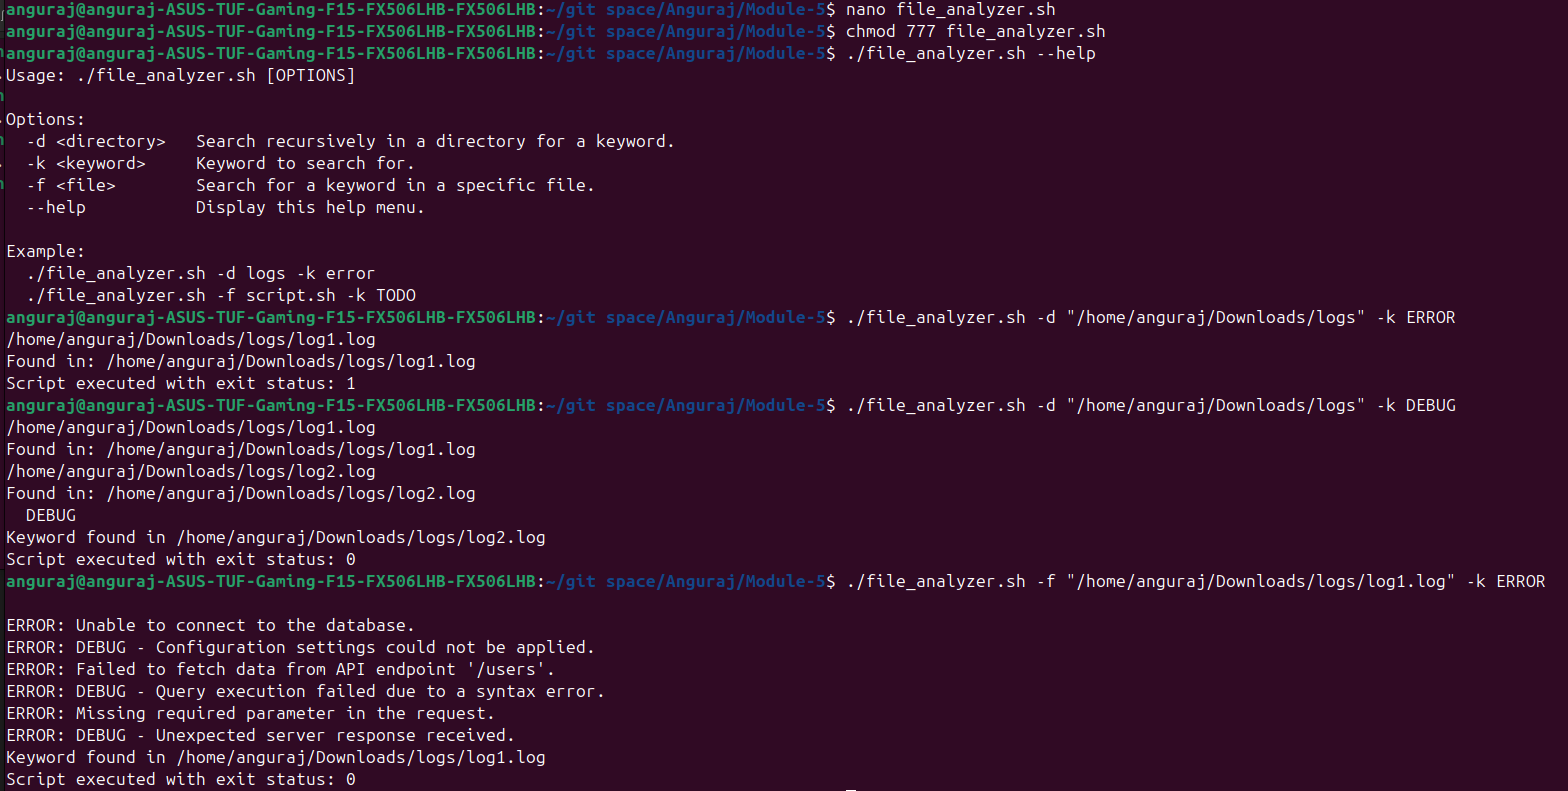 anguraj@anguraj-ASUS-TUF-Gaming-F15-FX506LHB-FX506LHB:~/git space/Anguraj/Module-5$ nano file_analyzer.sh
anguraj@anguraj-ASUS-TUF-Gaming-F15-FX506LHB-FX506LHB:~/git space/Anguraj/Module-5$ chmod 777 file_analyzer.sh
anguraj@anguraj-ASUS-TUF-Gaming-F15-FX506LHB-FX506LHB:~/git space/Anguraj/Module-5$ ./file_analyzer.sh --help
Usage: ./file_analyzer.sh [OPTIONS]

Options:
  -d <directory>   Search recursively in a directory for a keyword.
  -k <keyword>     Keyword to search for.
  -f <file>        Search for a keyword in a specific file.
  --help           Display this help menu.

Example:
  ./file_analyzer.sh -d logs -k error
  ./file_analyzer.sh -f script.sh -k TODO
anguraj@anguraj-ASUS-TUF-Gaming-F15-FX506LHB-FX506LHB:~/git space/Anguraj/Module-5$ ./file_analyzer.sh -d "/home/anguraj/Downloads/logs" -k ERROR
/home/anguraj/Downloads/logs/log1.log
Found in: /home/anguraj/Downloads/logs/log1.log
Script executed with exit status: 1
anguraj@anguraj-ASUS-TUF-Gaming-F15-FX506LHB-FX506LHB:~/git space/Anguraj/Module-5$ ./file_analyzer.sh -d "/home/anguraj/Downloads/logs" -k DEBUG
/home/anguraj/Downloads/logs/log1.log
Found in: /home/anguraj/Downloads/logs/log1.log
/home/anguraj/Downloads/logs/log2.log
Found in: /home/anguraj/Downloads/logs/log2.log
  DEBUG
Keyword found in /home/anguraj/Downloads/logs/log2.log
Script executed with exit status: 0
anguraj@anguraj-ASUS-TUF-Gaming-F15-FX506LHB-FX506LHB:~/git space/Anguraj/Module-5$ ./file_analyzer.sh -f "/home/anguraj/Downloads/logs/log1.log" -k ERROR

ERROR: Unable to connect to the database.
ERROR: DEBUG - Configuration settings could not be applied.
ERROR: Failed to fetch data from API endpoint '/users'.
ERROR: DEBUG - Query execution failed due to a syntax error.
ERROR: Missing required parameter in the request.
ERROR: DEBUG - Unexpected server response received.
Keyword found in /home/anguraj/Downloads/logs/log1.log
Script executed with exit status: 0